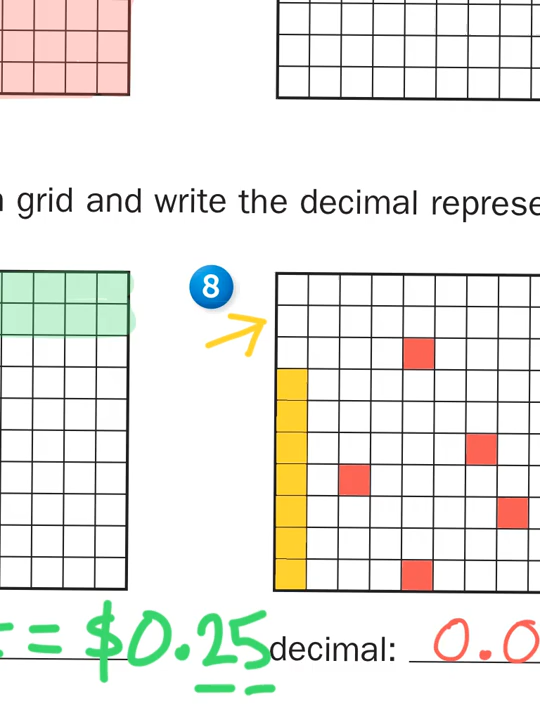 grid and write the decimal represe
8
= $0.25
decimal: 0.0